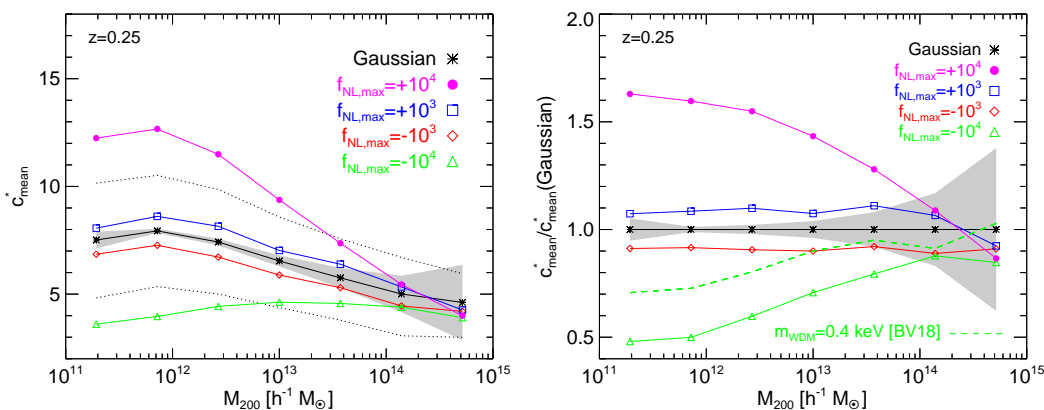 z=0.25
Gaussian
f_NL,max=+10^4
f_NL,max=+10^3
f_NL,max=-10^3
f_NL,max=-10^4
17
13
10
7
4
c*_mean
10^11
10^12
10^13
10^14
10^15
M_200 [h^-1 M_⊙]
2.0
z=0.25
Gaussian
f_NL,max=+10^4
f_NL,max=+10^3
f_NL,max=-10^3
f_NL,max=-10^4
1.5
1.0
0.5
c*_mean/c*_mean(Gaussian)
m_WDM=0.4 keV [BV18]
10^11
10^12
10^13
10^14
10^15
M_200 [h^-1 M_⊙]